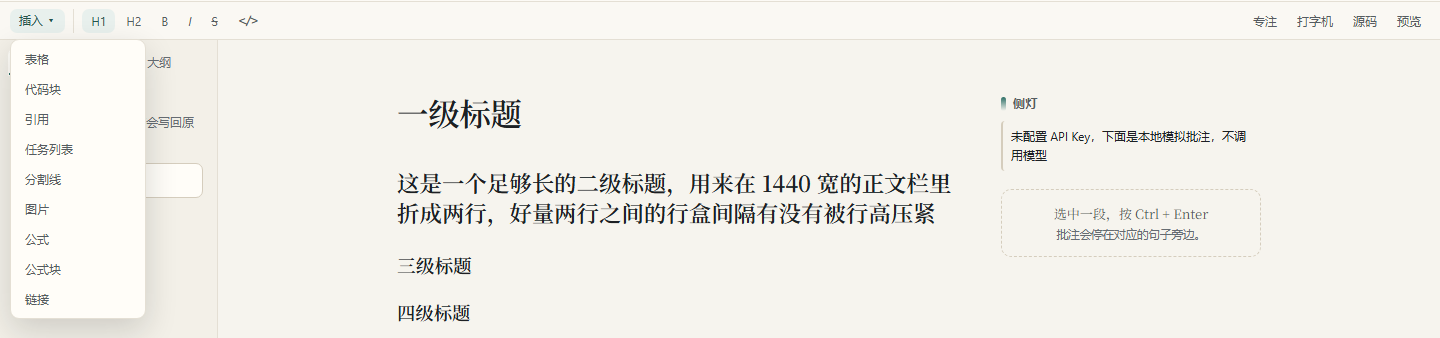 插入 ▾ H1 H2 B I S </> 专注 打字机 源码 预览
表格
代码块
引用
任务列表
分割线
图片
公式
公式块
链接
大纲
会写回原
一级标题
这是一个足够长的二级标题，用来在 1440 宽的正文栏里
折成两行，好量两行之间的行盒间隔有没有被行高压紧
三级标题
四级标题
侧灯
未配置 API Key，下面是本地模拟批注，不调
用模型
选中一段，按 Ctrl + Enter
批注会停在对应的句子旁边。